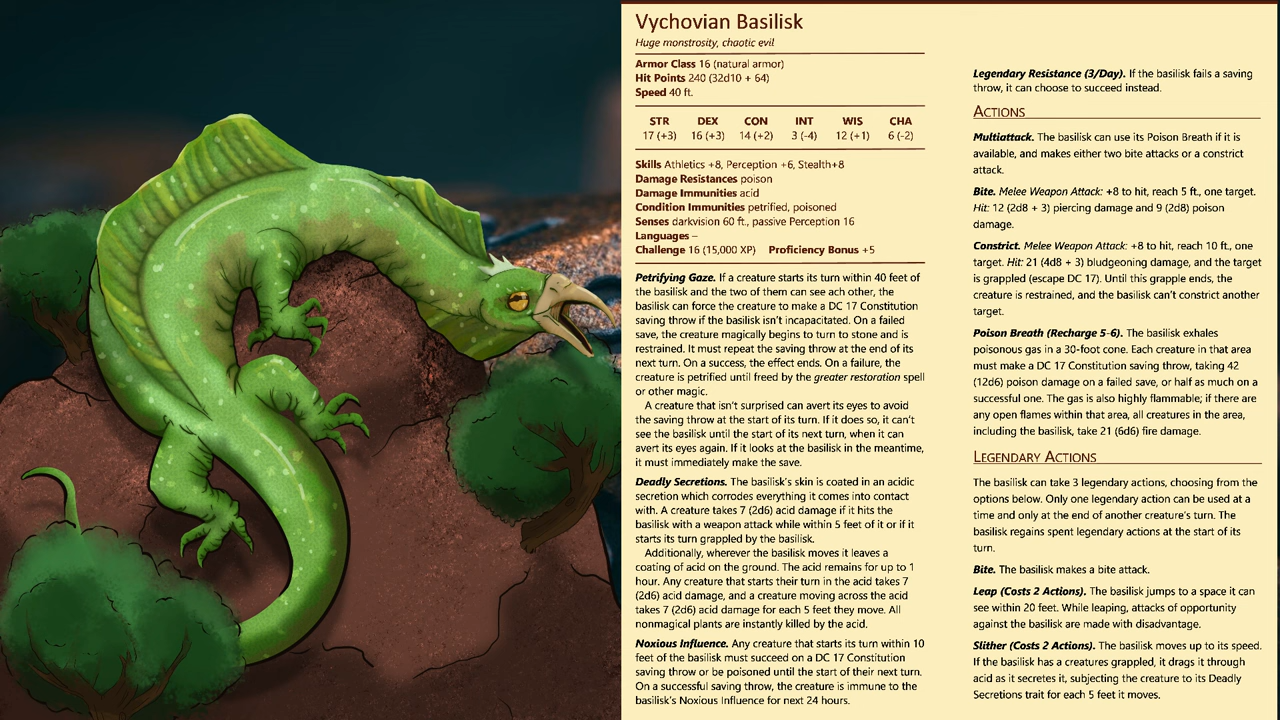 Vychovian Basilisk
Huge monstrosity, chaotic evil
Armor Class 16 (natural armor)
Hit Points 240 (32d10 + 64)
Speed 40 ft.
STR DEX CON INT WIS CHA
17 (+3) 16 (+3) 14 (+2) 3 (-4) 12 (+1) 6 (-2)
Skills Athletics +8, Perception +6, Stealth+8
Damage Resistances poison
Damage Immunities acid
Condition Immunities petrified, poisoned
Senses darkvision 60 ft., passive Perception 16
Languages –
Challenge 16 (15,000 XP) Proficiency Bonus +5
Petrifying Gaze. If a creature starts its turn within 40 feet of
the basilisk and the two of them can see each other, the
basilisk can force the creature to make a DC 17 Constitution
saving throw if the basilisk isn't incapacitated. On a failed
save, the creature magically begins to turn to stone and is
restrained. It must repeat the saving throw at the end of its
next turn. On a success, the effect ends. On a failure, the
creature is petrified until freed by the greater restoration spell
or other magic.
A creature that isn't surprised can avert its eyes to avoid
the saving throw at the start of its turn. If it does so, it can't
see the basilisk until the start of its next turn, when it can
avert its eyes again. If it looks at the basilisk in the meantime,
it must immediately make the save.
Deadly Secretions. The basilisk's skin is coated in an acidic
secretion which corrodes everything it comes into contact
with. A creature takes 7 (2d6) acid damage if it hits the
basilisk with a weapon attack while within 5 feet of it or if it
starts its turn grappled by the basilisk.
Additionally, wherever the basilisk moves it leaves a
coating of acid on the ground. The acid remains for up to 1
hour. Any creature that starts their turn in the acid takes 7
(2d6) acid damage, and a creature moving across the acid
takes 7 (2d6) acid damage for each 5 feet they move. All
nonmagical plants are instantly killed by the acid.
Noxious Influence. Any creature that starts its turn within 10
feet of the basilisk must succeed on a DC 17 Constitution
saving throw or be poisoned until the start of their next turn.
On a successful saving throw, the creature is immune to the
basilisk's Noxious Influence for next 24 hours.
Legendary Resistance (3/Day). If the basilisk fails a saving
throw, it can choose to succeed instead.
Actions
Multiattack. The basilisk can use its Poison Breath if it is
available, and makes either two bite attacks or a constrict
attack.
Bite. Melee Weapon Attack: +8 to hit, reach 5 ft., one target.
Hit: 12 (2d8 + 3) piercing damage and 9 (2d8) poison
damage.
Constrict. Melee Weapon Attack: +8 to hit, reach 10 ft., one
target. Hit: 21 (4d8 + 3) bludgeoning damage, and the target
is grappled (escape DC 17). Until this grapple ends, the
creature is restrained, and the basilisk can't constrict another
target.
Poison Breath (Recharge 5-6). The basilisk exhales
poisonous gas in a 30-foot cone. Each creature in that area
must make a DC 17 Constitution saving throw, taking 42
(12d6) poison damage on a failed save, or half as much on a
successful one. The gas is also highly flammable; if there are
any open flames within that area, all creatures in the area,
including the basilisk, take 21 (6d6) fire damage.
Legendary Actions
The basilisk can take 3 legendary actions, choosing from the
options below. Only one legendary action can be used at a
time and only at the end of another creature's turn. The
basilisk regains spent legendary actions at the start of its
turn.
Bite. The basilisk makes a bite attack.
Leap (Costs 2 Actions). The basilisk jumps to a space it can
see within 20 feet. While leaping, attacks of opportunity
against the basilisk are made with disadvantage.
Slither (Costs 2 Actions). The basilisk moves up to its speed.
If the basilisk has a creatures grappled, it drags it through
acid as it secretes it, subjecting the creature to its Deadly
Secretions trait for each 5 feet it moves.